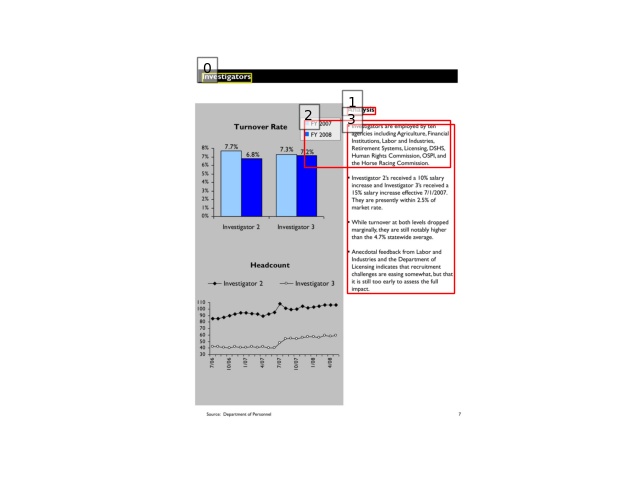 0
Investigators
1
Analysis
2
3
FY 2007
FY 2008
Turnover Rate
8%
7%
6%
5%
4%
3%
2%
1%
0%
7.7%
6.8%
7.3%
7.2%
Investigator 2
Investigator 3
Investigators are employed by ten
agencies including Agriculture, Financial
Institutions, Labor and Industries,
Retirement Systems, Licensing, DSHS,
Human Rights Commission, OSPI, and
the Horse Racing Commission.
Investigator 2's received a 10% salary
increase and Investigator 3's received a
15% salary increase effective 7/1/2007.
They are presently within 2.5% of
market rate.
While turnover at both levels dropped
marginally, they are still notably higher
than the 4.7% statewide average.
Anecdotal feedback from Labor and
Industries and the Department of
Licensing indicates that recruitment
challenges are easing somewhat, but that
it is still too early to assess the full
impact.
Headcount
Investigator 2
Investigator 3
110
100
90
80
70
60
50
40
30
7/06
10/06
1/07
4/07
7/07
10/07
1/08
4/08
Source: Department of Personnel
7